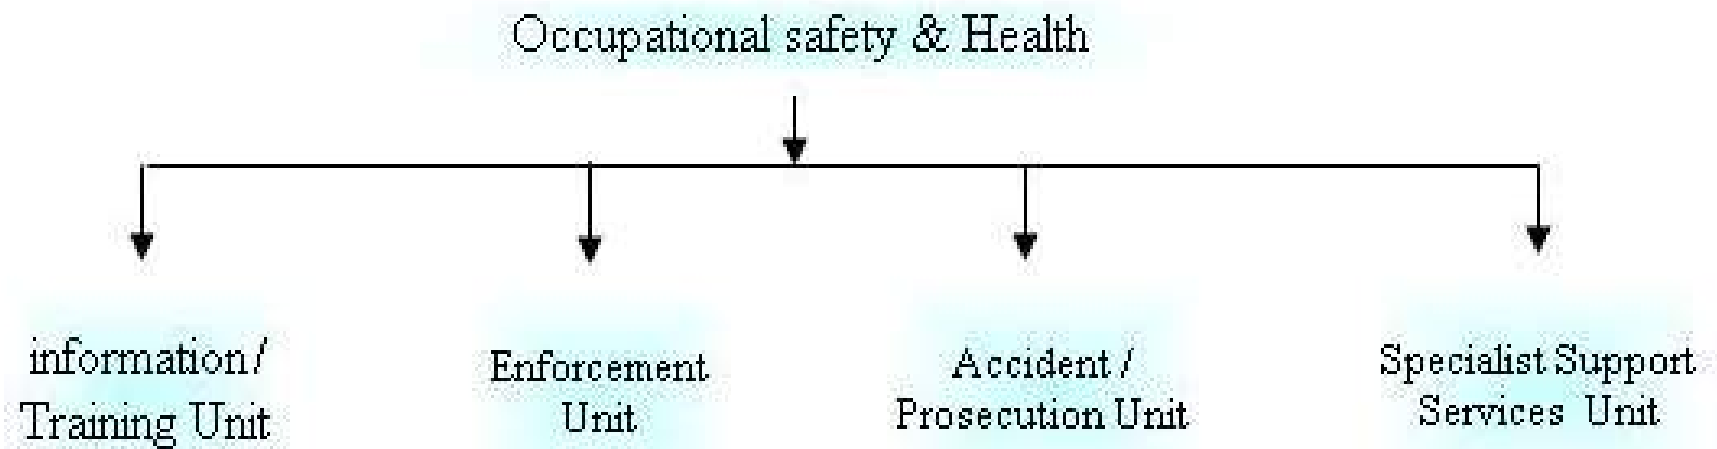 Occupational safety & Health
information/
Training Unit
Enforcement
Unit
Accident /
Prosecution Unit
Specialist Support
Services Unit